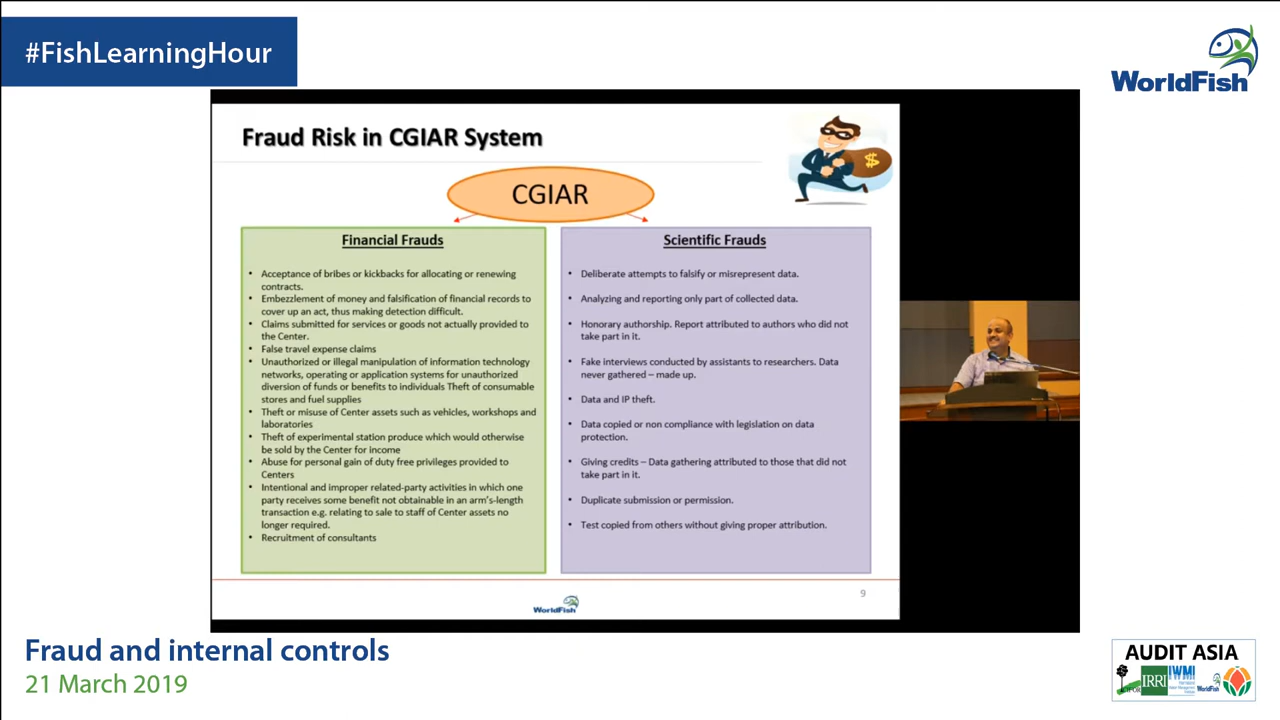 #FishLearningHour
WorldFish
Fraud Risk in CGIAR System
$
CGIAR
Financial Frauds
• Acceptance of bribes or kickbacks for allocating or renewing
contracts.
• Embezzlement of money and falsification of financial records to
cover up an act, thus making detection difficult.
• Claims submitted for services or goods not actually provided to
the Center.
• False travel expense claims
• Unauthorized or illegal manipulation of information technology
networks, operating or application systems for unauthorized
diversion of funds or benefits to individuals Theft of consumable
stores and fuel supplies
• Theft or misuse of Center assets such as vehicles, workshops and
laboratories
• Theft of experimental station produce which would otherwise
be sold by the Center for income
• Abuse for personal gain of duty free privileges provided to
Centers
• Intentional and improper related-party activities in which one
party receives some benefit not obtainable in an arm's-length
transaction e.g. relating to sale to staff of Center assets no
longer required.
• Recruitment of consultants
Scientific Frauds
• Deliberate attempts to falsify or misrepresent data.
• Analyzing and reporting only part of collected data.
• Honorary authorship. Report attributed to authors who did not
take part in it.
• Fake interviews conducted by assistants to researchers. Data
never gathered – made up.
• Data and IP theft.
• Data copied or non compliance with legislation on data
protection.
• Giving credits – Data gathering attributed to those that did not
take part in it.
• Duplicate submission or permission.
• Test copied from others without giving proper attribution.
WorldFish
9
Fraud and internal controls
21 March 2019
AUDIT ASIA
IRRI
IWMI
WorldFish